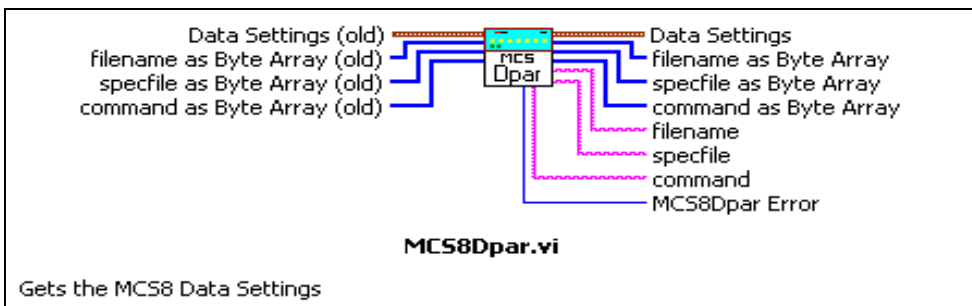 Data Settings (old)
filename as Byte Array (old)
specfile as Byte Array (old)
command as Byte Array (old)
MCS
Dpar
Data Settings
filename as Byte Array
specfile as Byte Array
command as Byte Array
filename
specfile
command
MCS8Dpar Error
MCS8Dpar.vi
Gets the MCS8 Data Settings